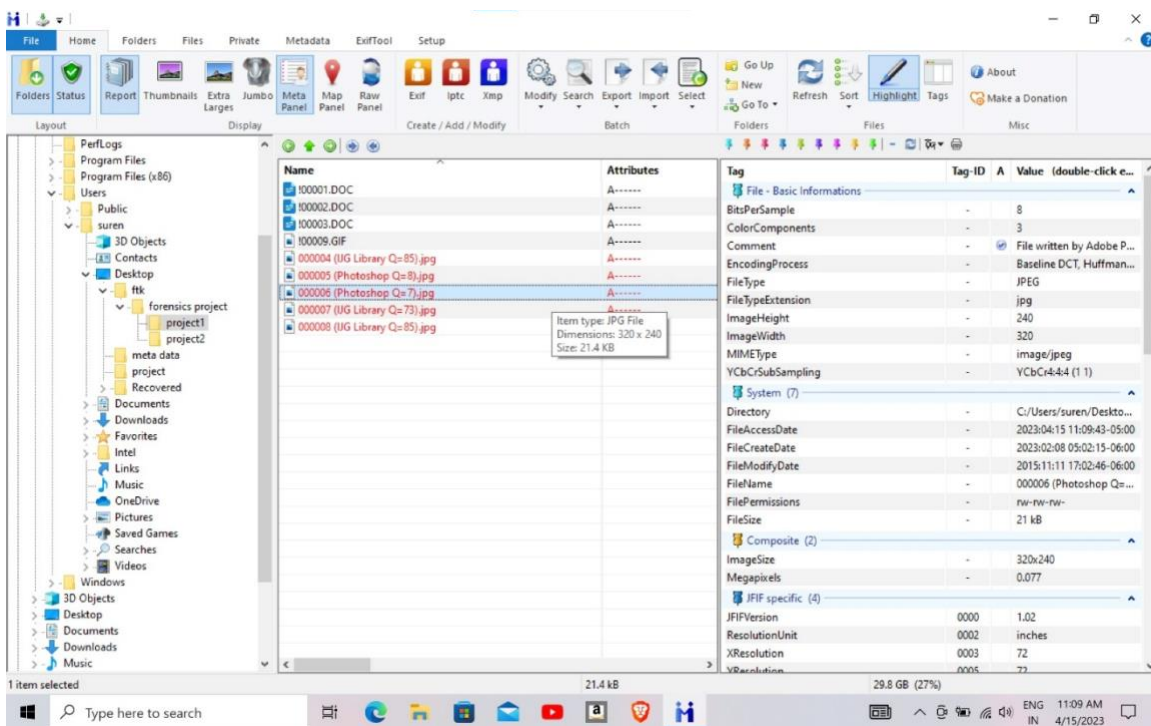 File Home Folders Files Private Metadata ExifTool Setup
Folders Status Report Thumbnails Extra Larges Jumbo Meta Panel Map Panel Raw Panel Exif Iptc Xmp Modify Search Export Import Select Go Up New Go To Refresh Sort Highlight Tags About Make a Donation
Layout Display Create / Add / Modify Batch Folders Files Misc
PerfLogs
Program Files
Program Files (x86)
Users
Public
suren
3D Objects
Contacts
Desktop
ftk
forensics project
project1
project2
meta data
project
Recovered
Documents
Downloads
Favorites
Intel
Links
Music
OneDrive
Pictures
Saved Games
Searches
Videos
Windows
3D Objects
Desktop
Documents
Downloads
Music
Name Attributes
!00001.DOC A------
!00002.DOC A------
!00003.DOC A------
!00009.GIF A------
000004 (UG Library Q=85).jpg A------
000005 (Photoshop Q=8).jpg A------
000006 (Photoshop Q=7).jpg A------
000007 (UG Library Q=73).jpg A------
000008 (UG Library Q=85).jpg
Item type: JPG File
Dimensions: 320 x 240
Size: 21.4 KB
Tag Tag-ID A Value (double-click e...
File - Basic Informations
BitsPerSample - 8
ColorComponents - 3
Comment - File written by Adobe P...
EncodingProcess - Baseline DCT, Huffman...
FileType - JPEG
FileTypeExtension - jpg
ImageHeight - 240
ImageWidth - 320
MIMEType - image/jpeg
YCbCrSubSampling - YCbCr4:4:4 (1 1)
System (7)
Directory - C:/Users/suren/Deskto...
FileAccessDate - 2023:04:15 11:09:43-05:00
FileCreateDate - 2023:02:08 05:02:15-06:00
FileModifyDate - 2015:11:11 17:02:46-06:00
FileName - 000006 (Photoshop Q=...
FilePermissions - rw-rw-rw-
FileSize - 21 kB
Composite (2)
ImageSize - 320x240
Megapixels - 0.077
JFIF specific (4)
JFIFVersion 0000 1.02
ResolutionUnit 0002 inches
XResolution 0003 72
YResolution 0005 72
1 item selected 21.4 kB 29.8 GB (27%)
Type here to search
ENG 11:09 AM
IN 4/15/2023